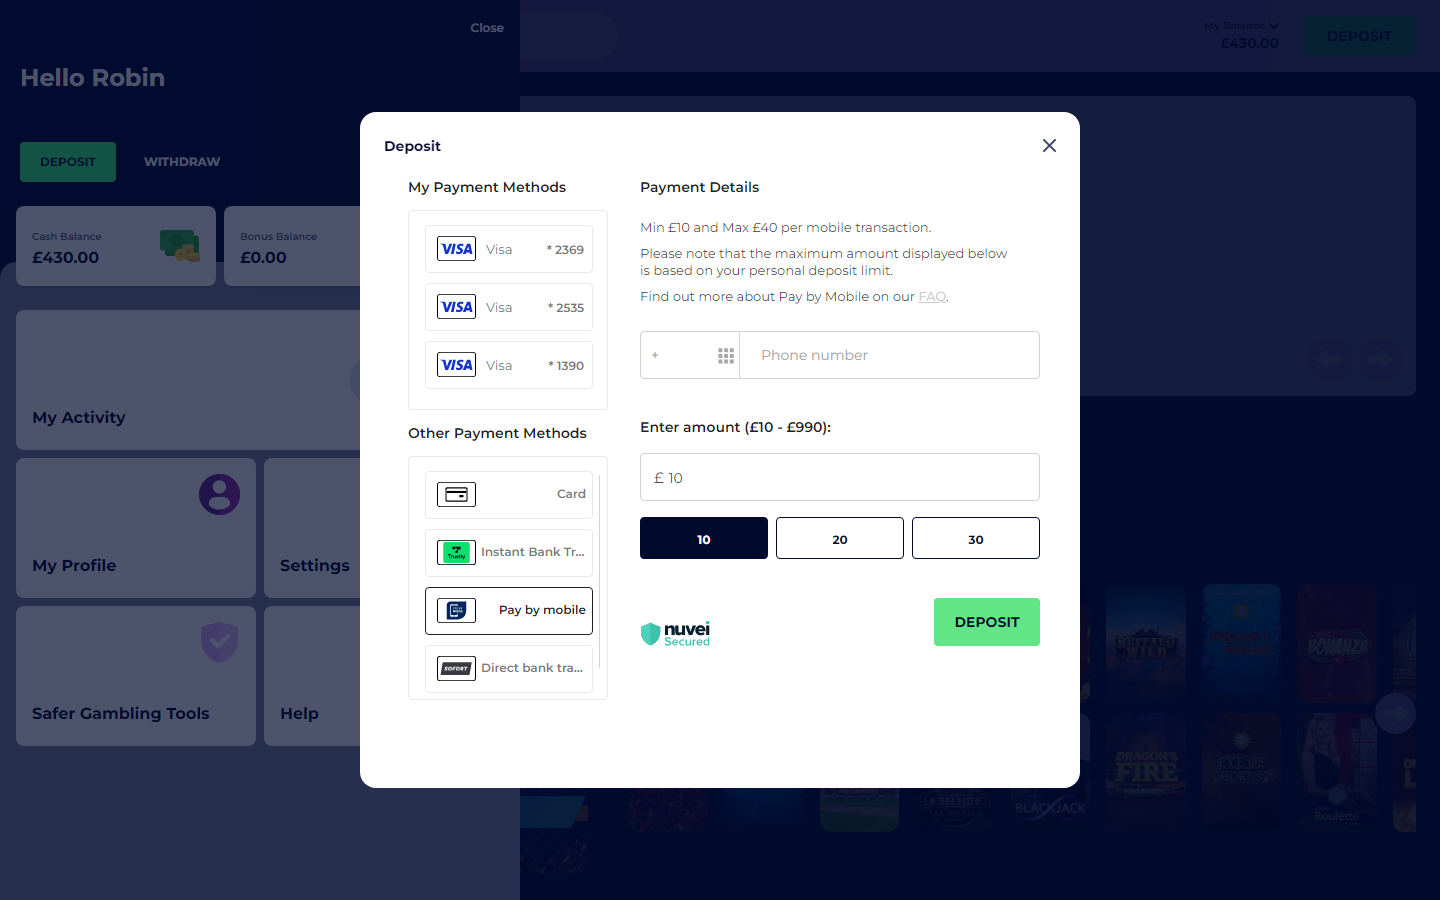 Close
My Balance
£430.00
DEPOSIT
Hello Robin
DEPOSIT
WITHDRAW
Cash Balance
£430.00
Bonus Balance
£0.00
My Activity
My Profile
Settings
Safer Gambling Tools
Help
Deposit
My Payment Methods
VISA Visa * 2369
VISA Visa * 2535
VISA Visa * 1390
Other Payment Methods
Card
Trustly Instant Bank Tr...
Pay by mobile
SOFORT Direct bank tra...
Payment Details
Min £10 and Max £40 per mobile transaction.
Please note that the maximum amount displayed below
is based on your personal deposit limit.
Find out more about Pay by Mobile on our FAQ.
+ Phone number
Enter amount (£10 - £990):
£ 10
10
20
30
nuvei
Secured
DEPOSIT
BUFFALO
WILD
BONANZA
DRAGON'S
FIRE
MEGAWAYS
EYE OF
HORUS
LIGHTNING
BLACKJACK
Roulette